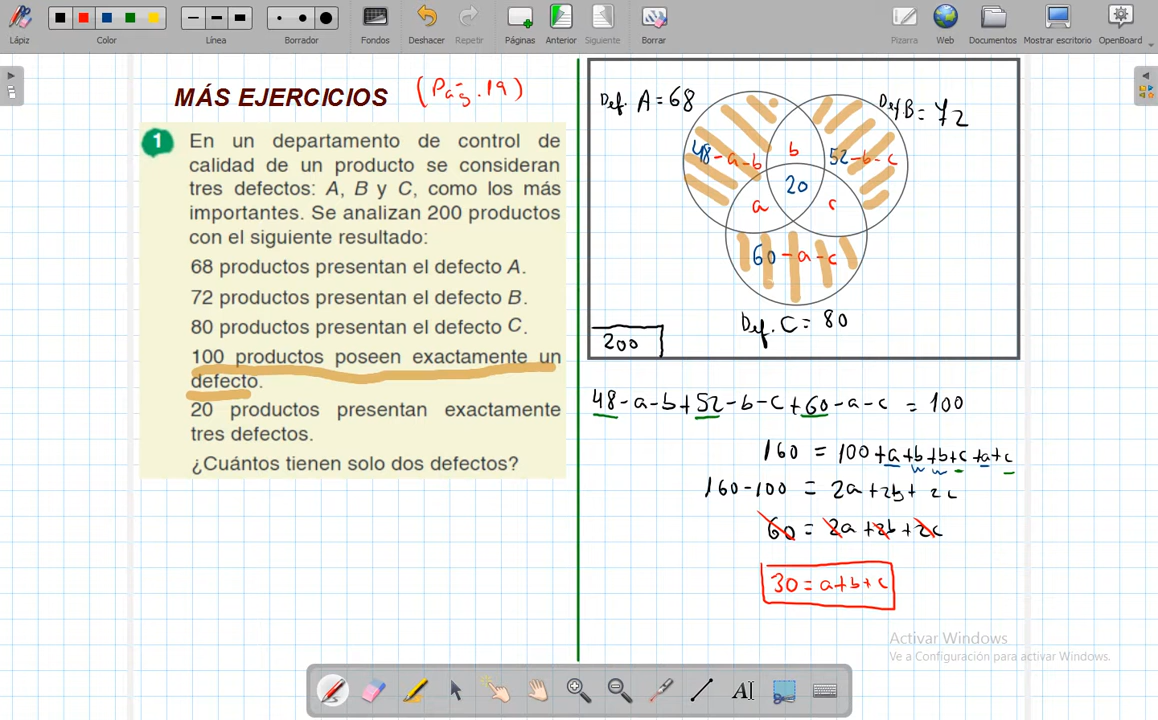 Lápiz
Color
Línea
Borrador
Fondos
Deshacer
Repetir
Páginas
Anterior
Siguiente
Borrar
Pizarra
Web
Documentos
Mostrar escritorio
OpenBoard
MÁS EJERCICIOS (Pág. 19)
1
En un departamento de control de
calidad de un producto se consideran
tres defectos: A, B y C, como los más
importantes. Se analizan 200 productos
con el siguiente resultado:
68 productos presentan el defecto A.
72 productos presentan el defecto B.
80 productos presentan el defecto C.
100 productos poseen exactamente un
defecto.
20 productos presentan exactamente
tres defectos.
¿Cuántos tienen solo dos defectos?
Def. A = 68
Def B = 72
48-a-b
b
52-b-c
20
a
c
60-a-c
Def. C = 80
200
48-a-b+52-b-c+60-a-c = 100
160 = 100+a+b+b+c+a+c
160-100 = 2a+2b+2c
60 = 2a+2b+2c
30 = a+b+c
Activar Windows
Ve a Configuración para activar Windows.
AI